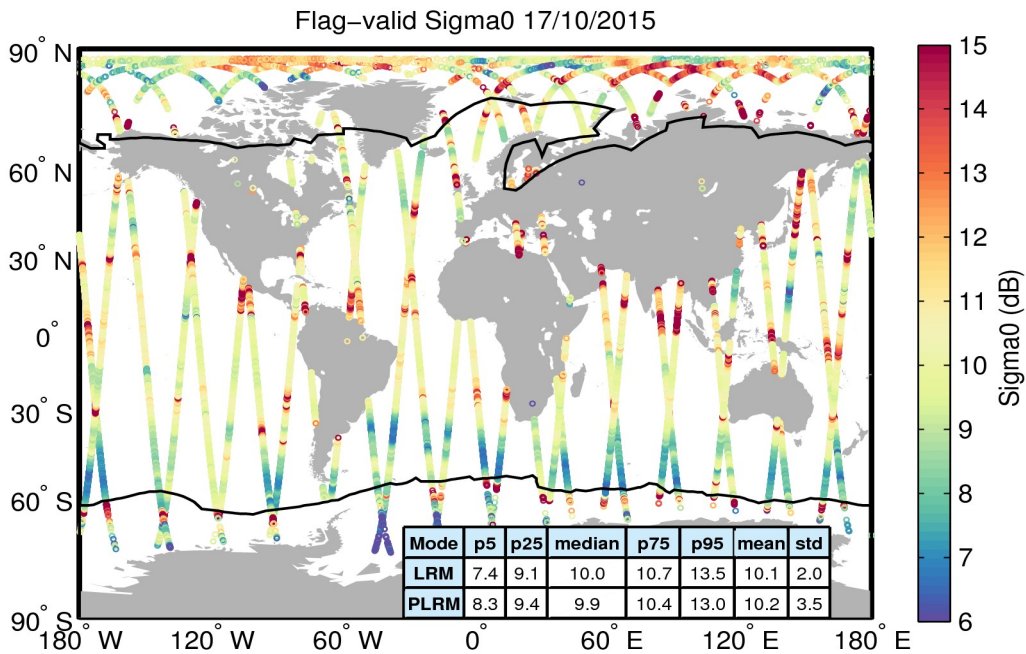 Flag−valid Sigma0 17/10/2015
90° N
60° N
30° N
0°
30° S
60° S
90° S
180° W
120° W
60° W
0°
60° E
120° E
180° E
15
14
13
12
11
10
9
8
7
6
Sigma0 (dB)
Mode p5 p25 median p75 p95 mean std
LRM 7.4 9.1 10.0 10.7 13.5 10.1 2.0
PLRM 8.3 9.4 9.9 10.4 13.0 10.2 3.5